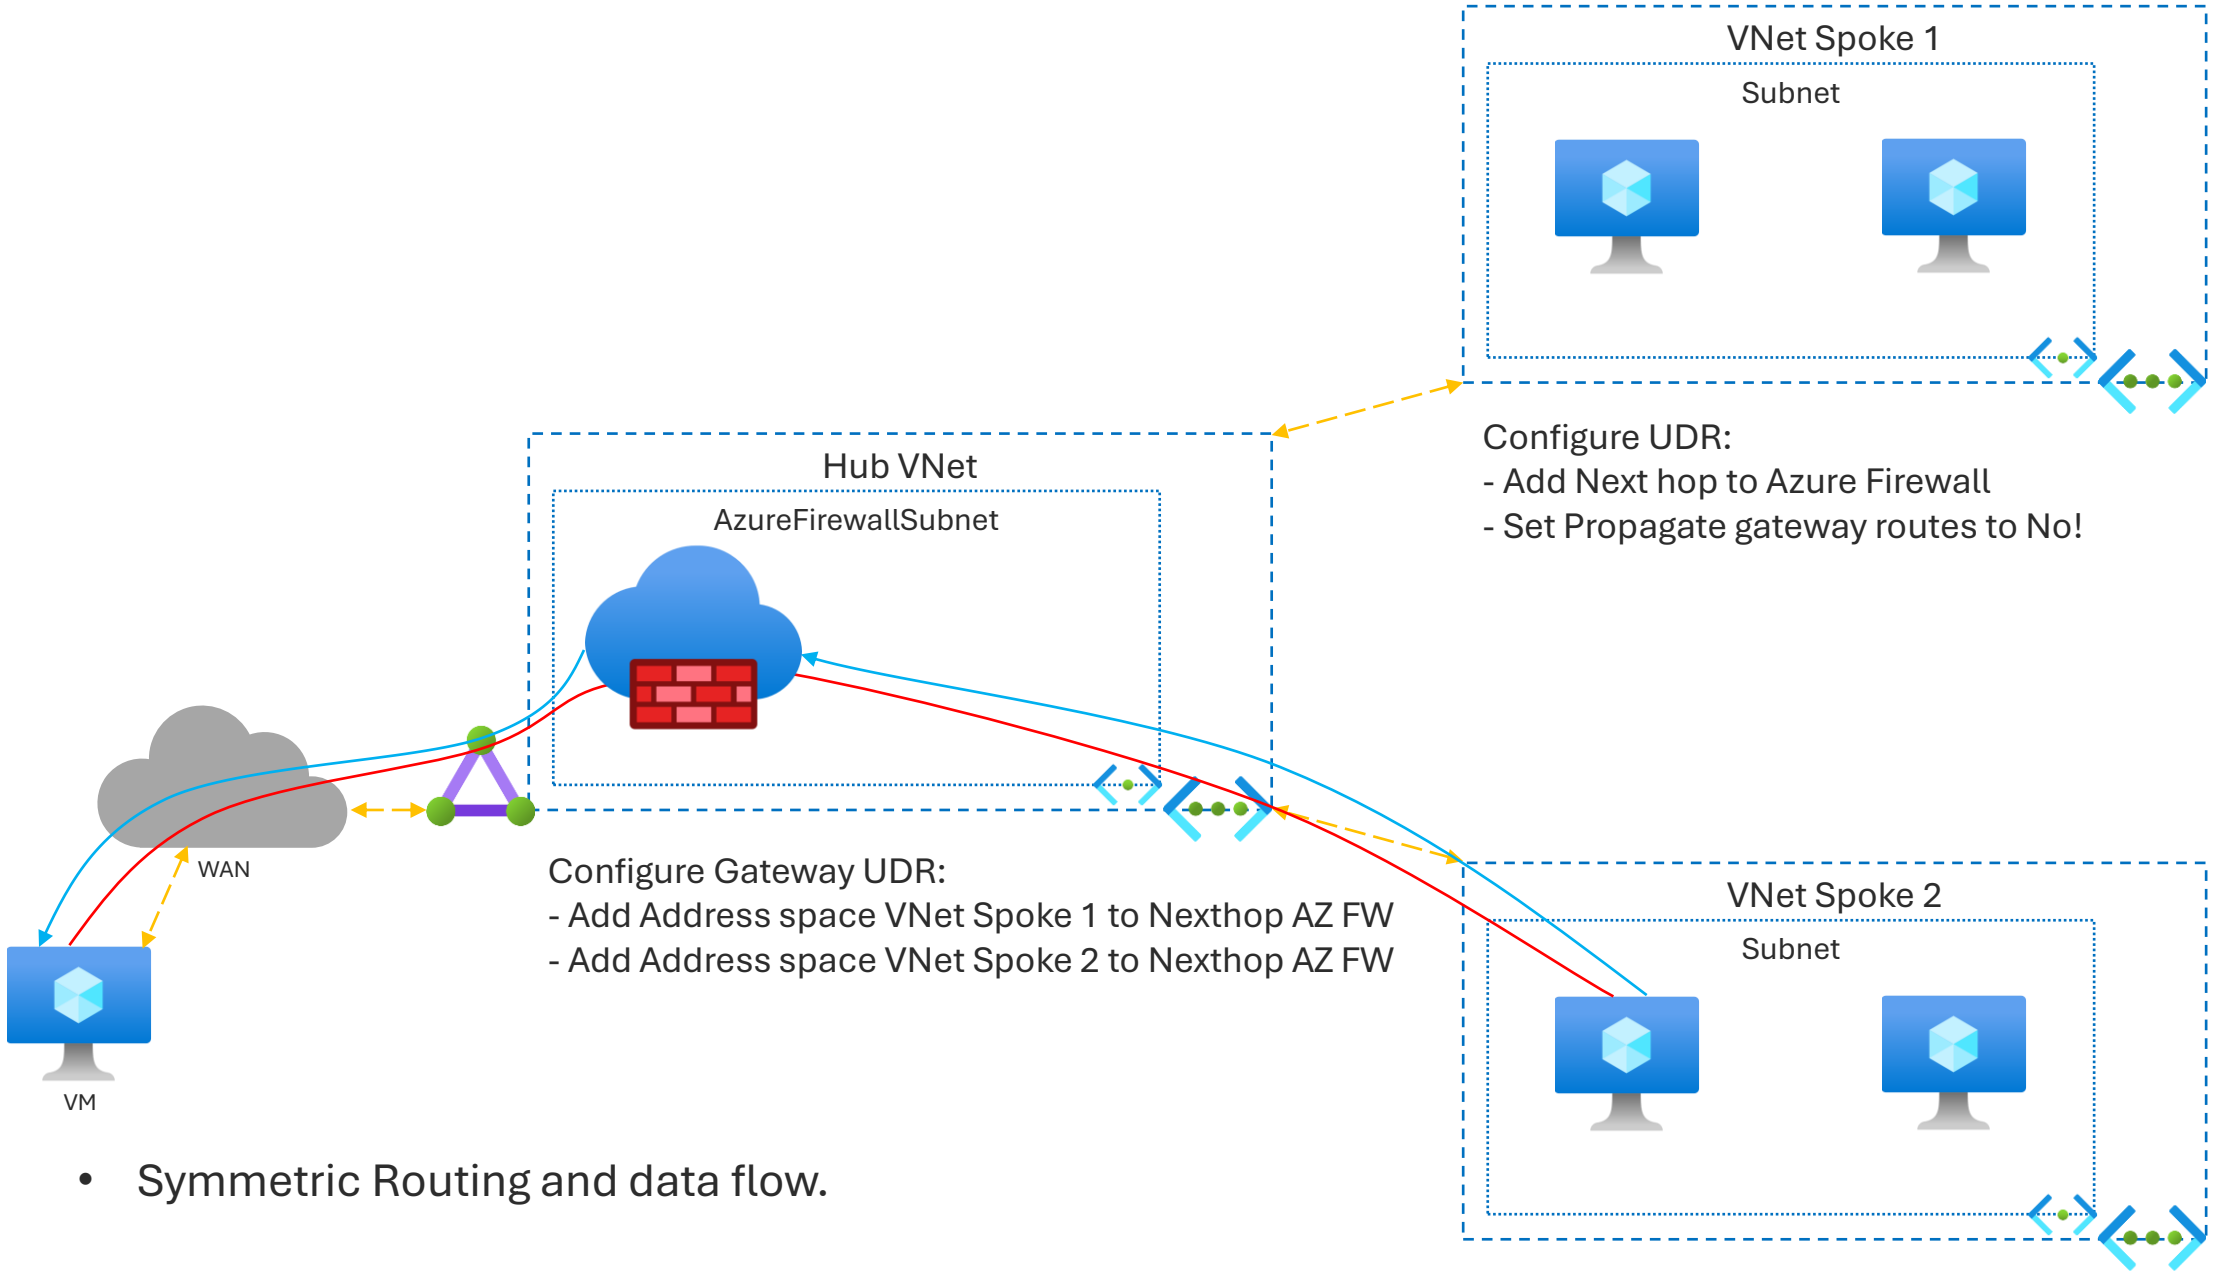 VNet Spoke 1
Subnet
Configure UDR:
- Add Next hop to Azure Firewall
- Set Propagate gateway routes to No!
Hub VNet
AzureFirewallSubnet
WAN
Configure Gateway UDR:
- Add Address space VNet Spoke 1 to Nexthop AZ FW
- Add Address space VNet Spoke 2 to Nexthop AZ FW
VNet Spoke 2
Subnet
VM
• Symmetric Routing and data flow.